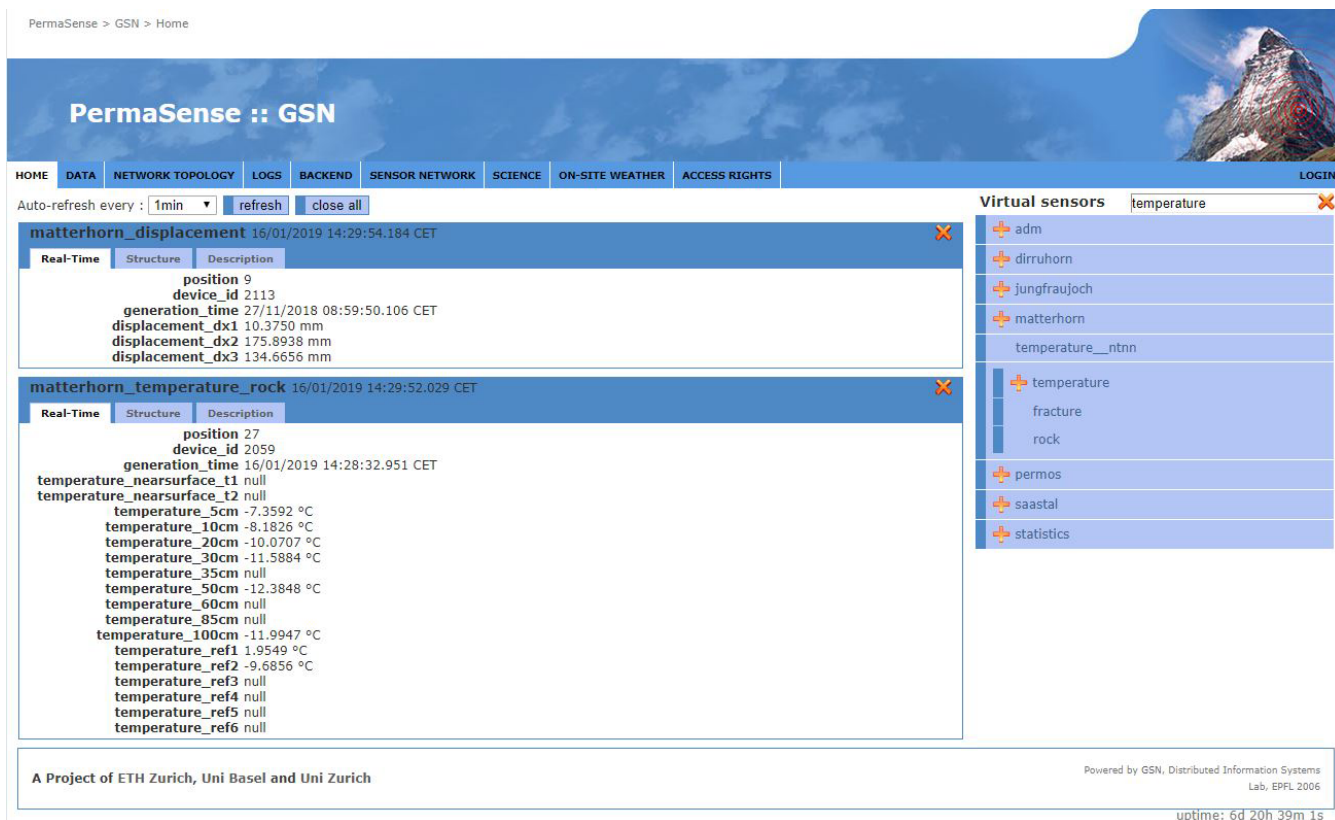 PermaSense > GSN > Home
PermaSense :: GSN
HOME DATA NETWORK TOPOLOGY LOGS BACKEND SENSOR NETWORK SCIENCE ON-SITE WEATHER ACCESS RIGHTS LOGIN
Auto-refresh every : 1min refresh close all
matterhorn_displacement 16/01/2019 14:29:54.184 CET
Real-Time Structure Description
position 9
device_id 2113
generation_time 27/11/2018 08:59:50.106 CET
displacement_dx1 10.3750 mm
displacement_dx2 175.8938 mm
displacement_dx3 134.6656 mm
matterhorn_temperature_rock 16/01/2019 14:29:52.029 CET
Real-Time Structure Description
position 27
device_id 2059
generation_time 16/01/2019 14:28:32.951 CET
temperature_nearsurface_t1 null
temperature_nearsurface_t2 null
temperature_5cm -7.3592 °C
temperature_10cm -8.1826 °C
temperature_20cm -10.0707 °C
temperature_30cm -11.5884 °C
temperature_35cm null
temperature_50cm -12.3848 °C
temperature_60cm null
temperature_85cm null
temperature_100cm -11.9947 °C
temperature_ref1 1.9549 °C
temperature_ref2 -9.6856 °C
temperature_ref3 null
temperature_ref4 null
temperature_ref5 null
temperature_ref6 null
Virtual sensors temperature
adm
dirruhorn
jungfraujoch
matterhorn
temperature__ntnn
temperature
fracture
rock
permos
saastal
statistics
A Project of ETH Zurich, Uni Basel and Uni Zurich
Powered by GSN, Distributed Information Systems
Lab, EPFL 2006
uptime: 6d 20h 39m 1s